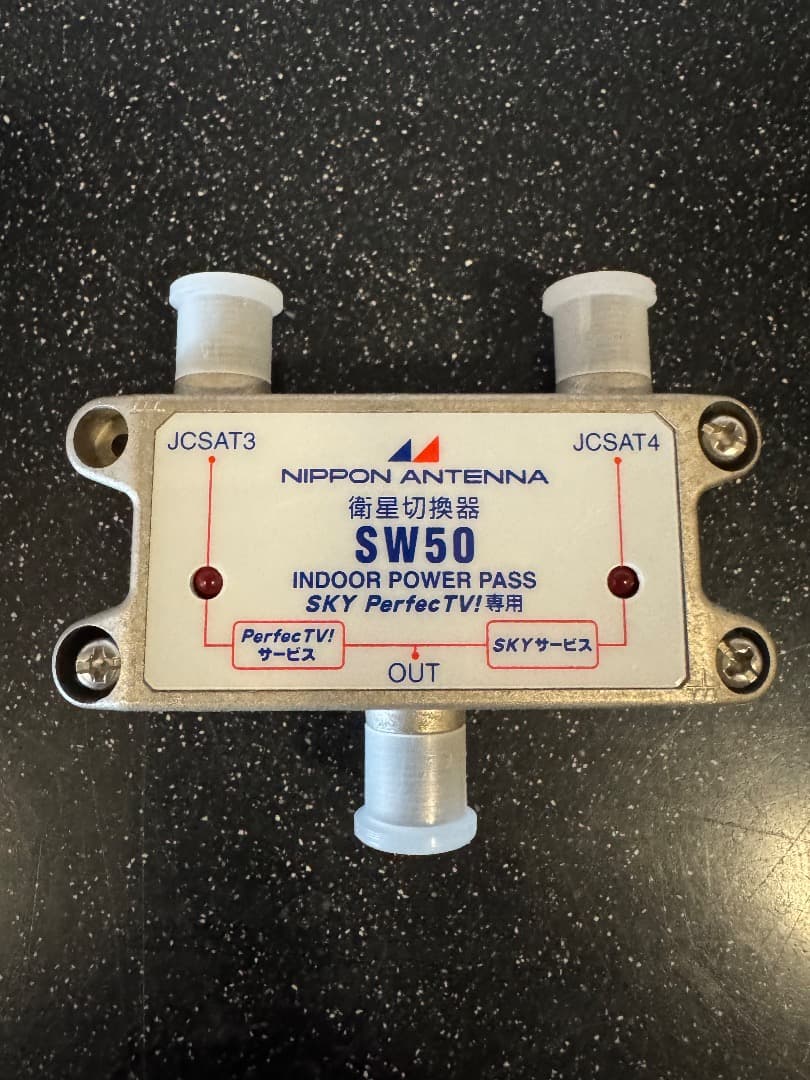 JCSAT3
JCSAT4
NIPPON ANTENNA
衛星切換器
SW50
INDOOR POWER PASS
SKY PerfecTV!専用
PerfecTV!
サービス
SKYサービス
OUT